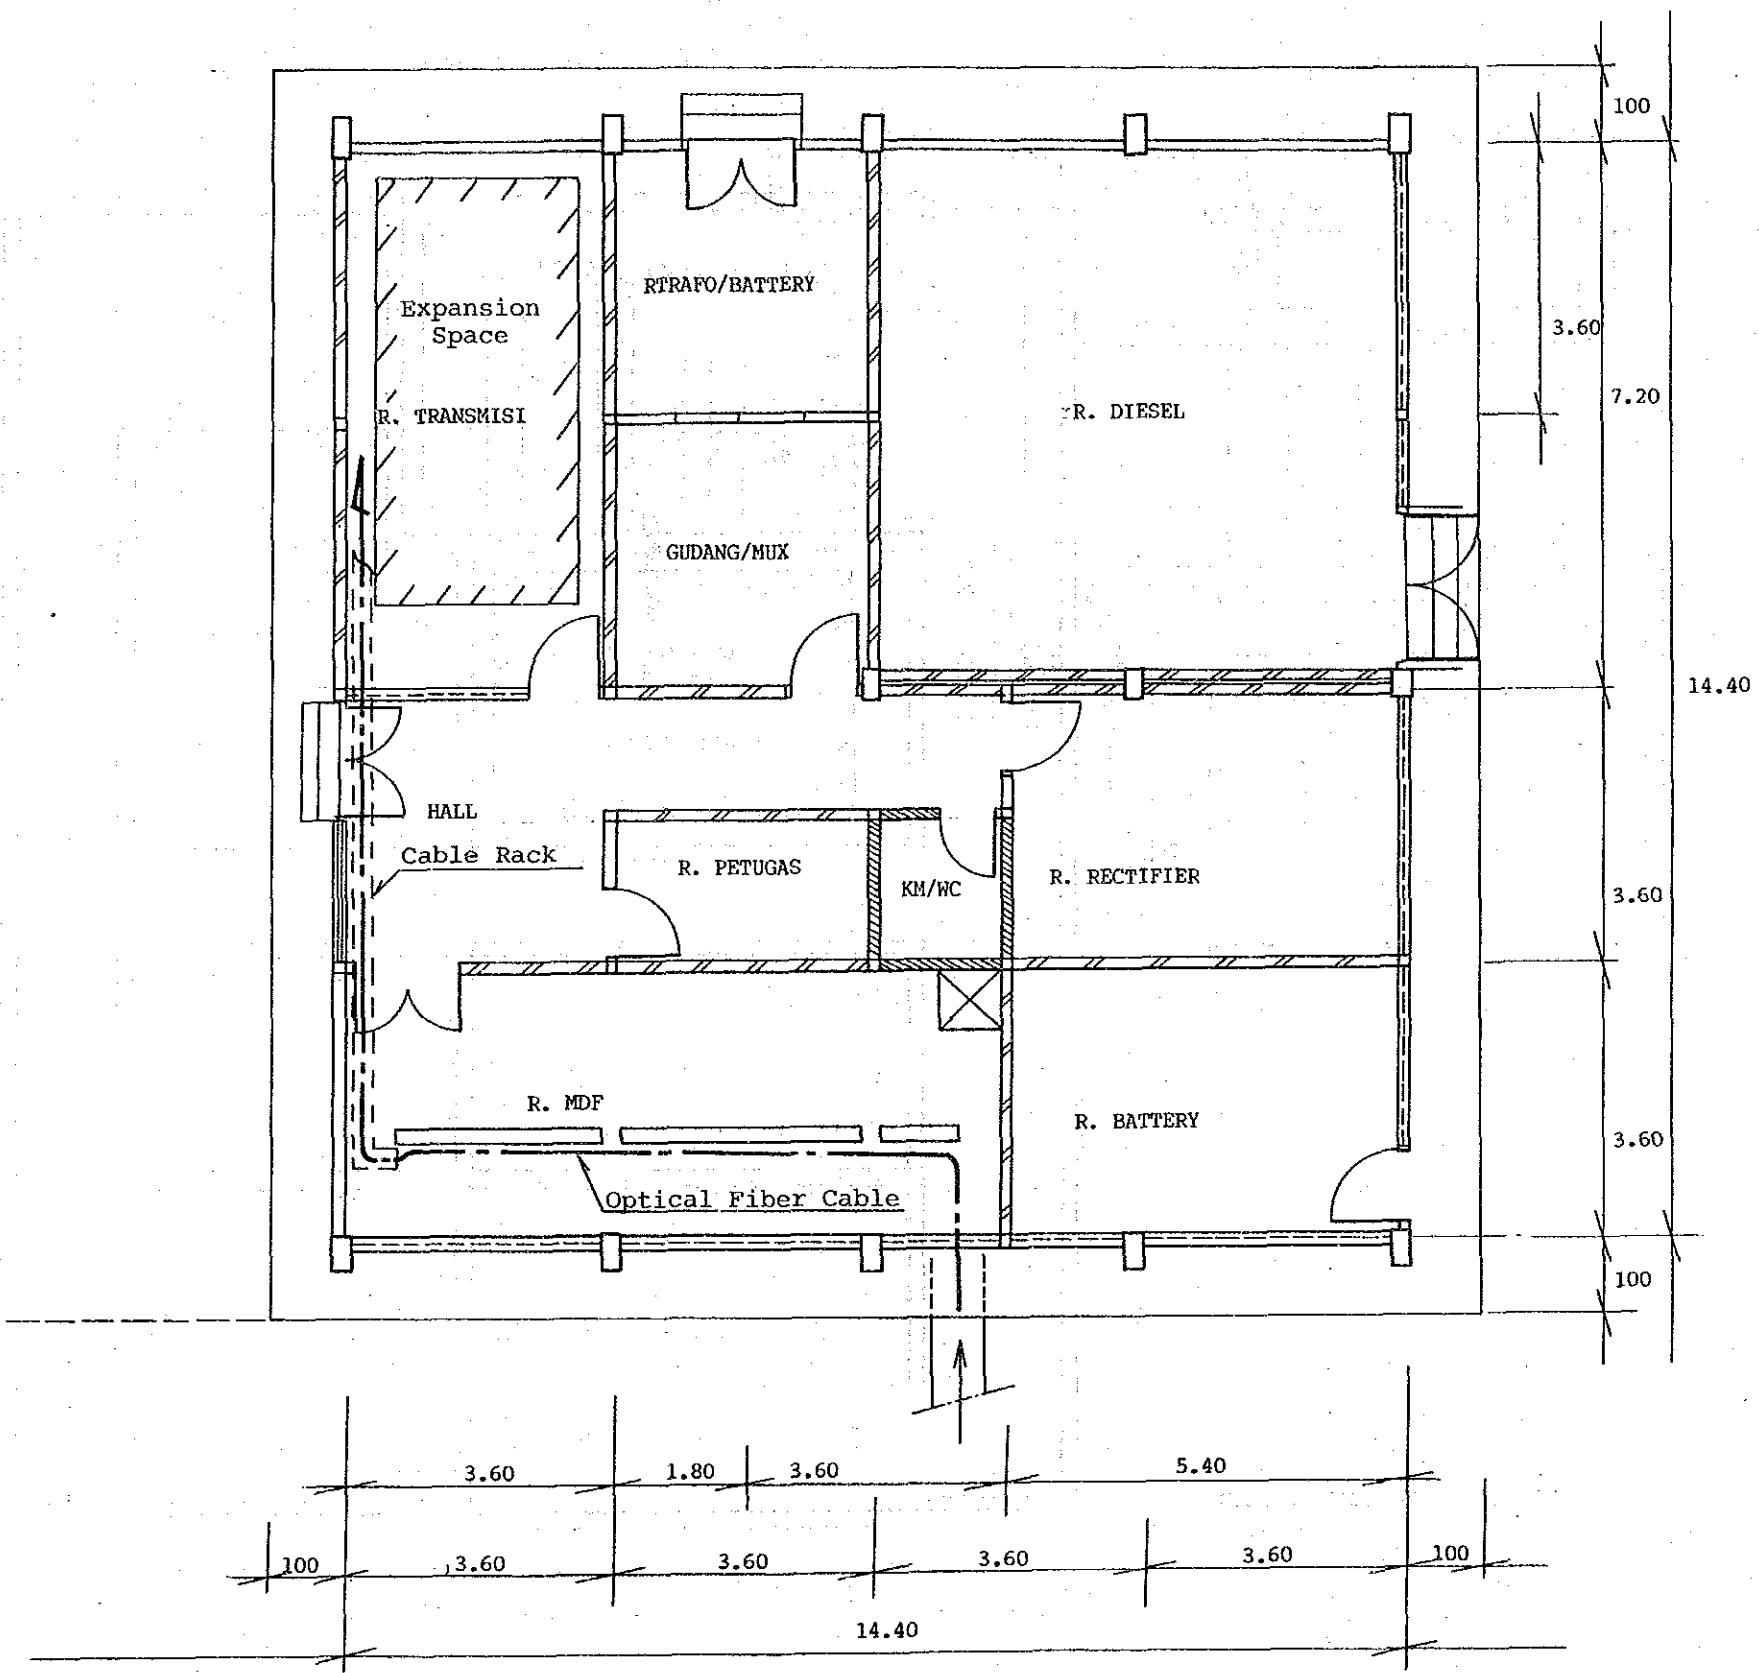 100
RTRAFO/BATTERY
Expansion
Space
3.60
7.20
R. TRANSMISI
R. DIESEL
GUDANG/MUX
14.40
HALL
Cable Rack
R. PETUGAS
KM/WC
R. RECTIFIER
3.60
R. MDF
R. BATTERY
3.60
Optical Fiber Cable
100
3.60
1.80
3.60
5.40
100
3.60
3.60
3.60
3.60
100
14.40